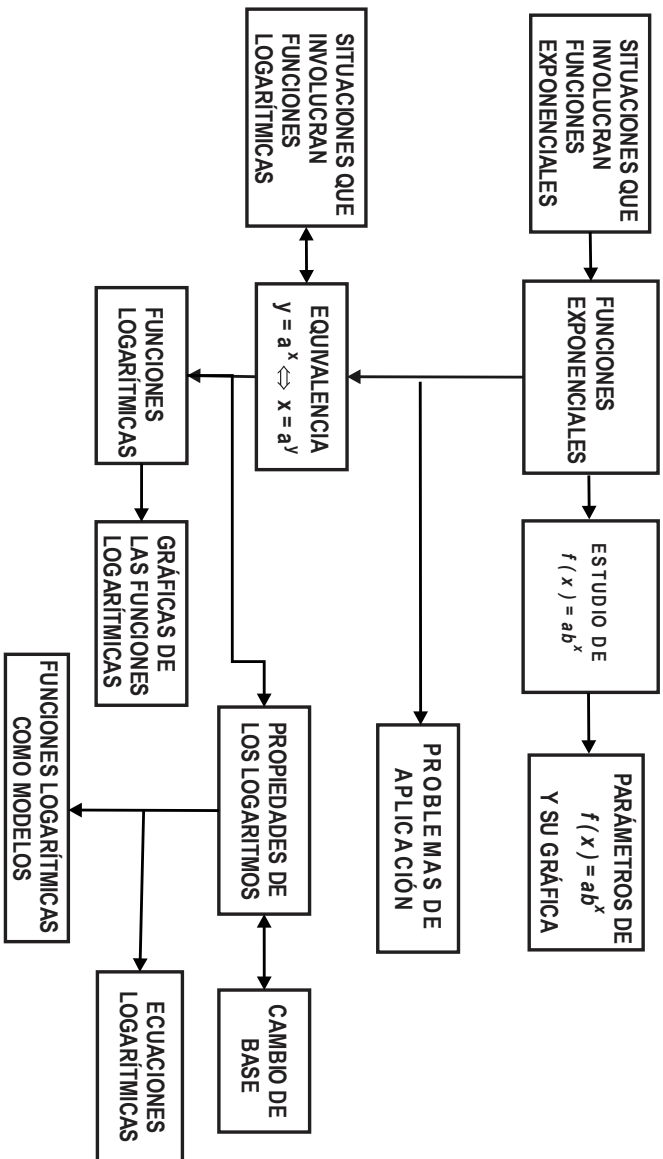 SITUACIONES QUE
INVOLUCRAN
FUNCIONES
EXPONENCIALES
FUNCIONES
EXPONENCIALES
ESTUDIO DE
f ( x ) = ab^x
PARÁMETROS DE
f ( x ) = ab^x
Y SU GRÁFICA
SITUACIONES QUE
INVOLUCRAN
FUNCIONES
LOGARÍTMICAS
EQUIVALENCIA
y = a^x ⇔ x = a^y
PROBLEMAS DE
APLICACIÓN
FUNCIONES
LOGARÍTMICAS
GRÁFICAS DE
LAS FUNCIONES
LOGARÍTMICAS
PROPIEDADES DE
LOS LOGARITMOS
CAMBIO DE
BASE
FUNCIONES LOGARÍTMICAS
COMO MODELOS
ECUACIONES
LOGARÍTMICAS